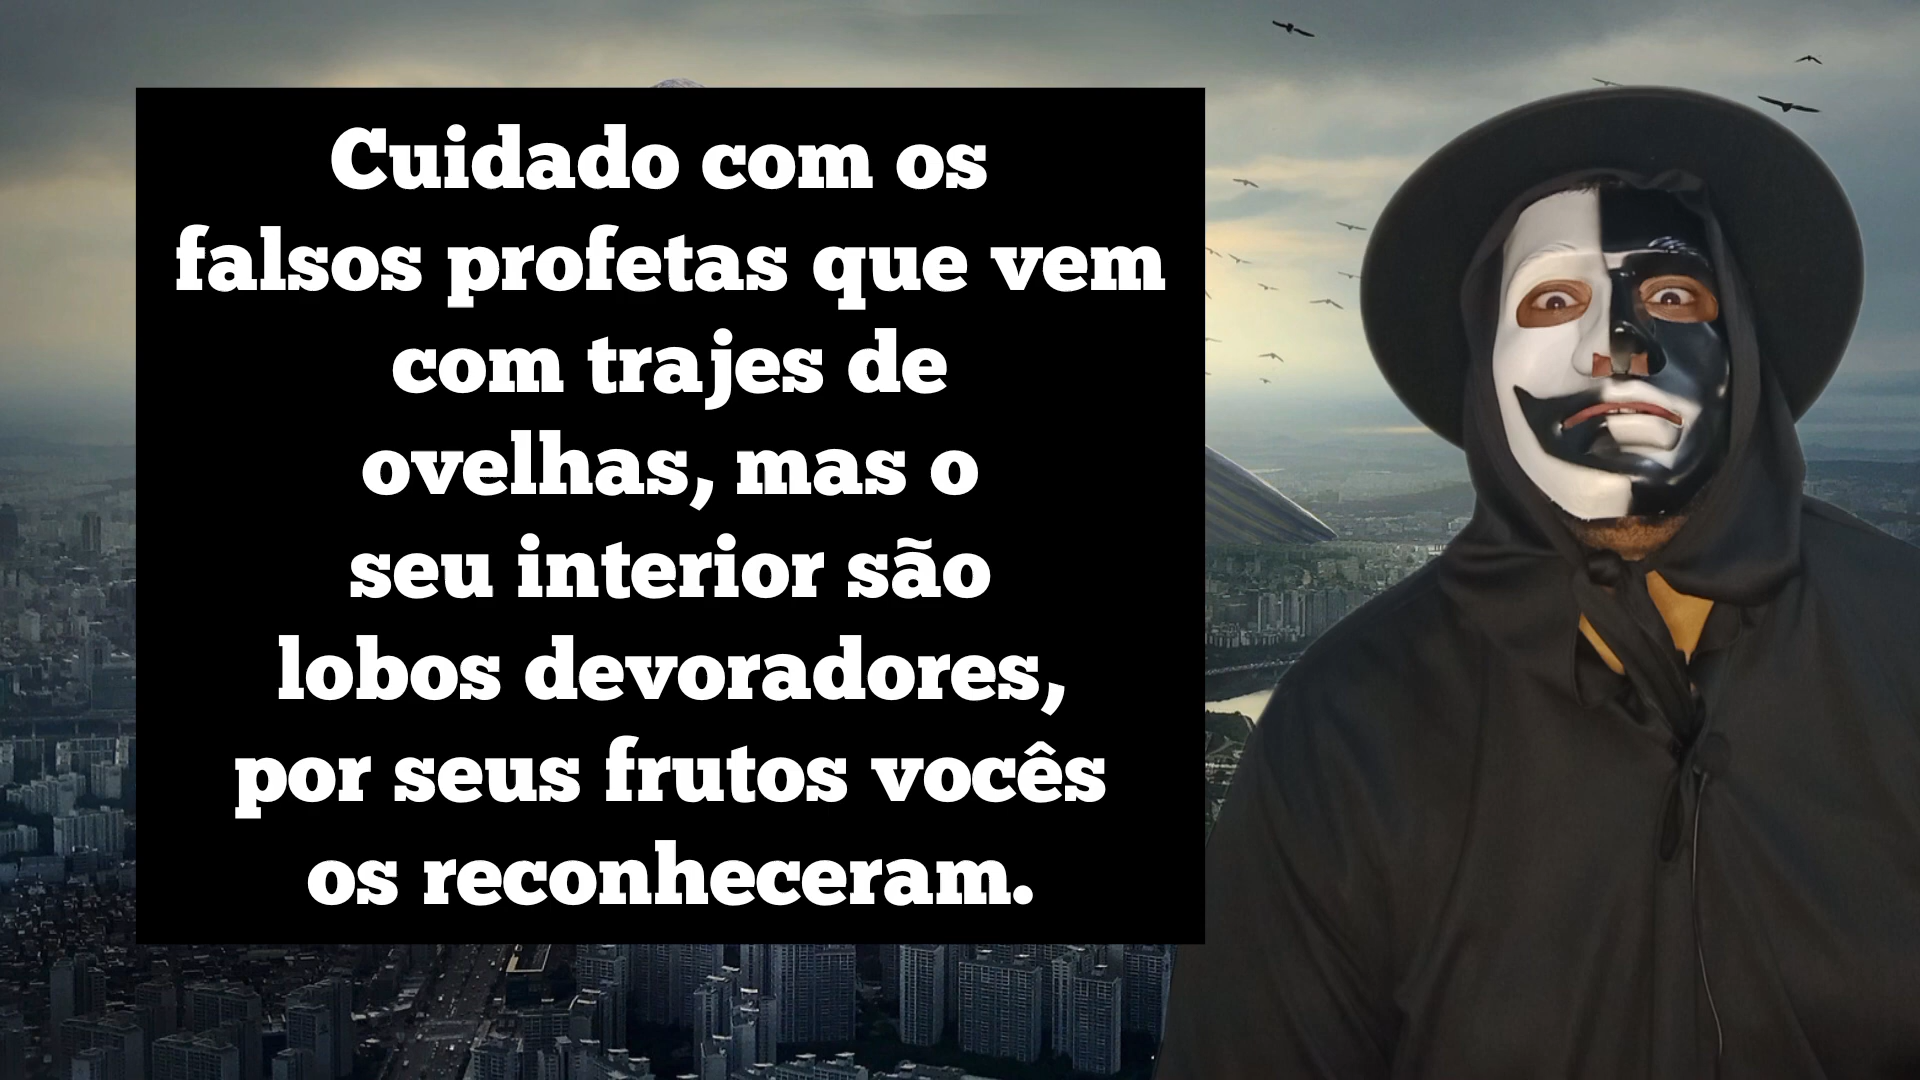 Cuidado com os
falsos profetas que vem
com trajes de
ovelhas, mas o
seu interior são
lobos devoradores,
por seus frutos vocês
os reconheceram.